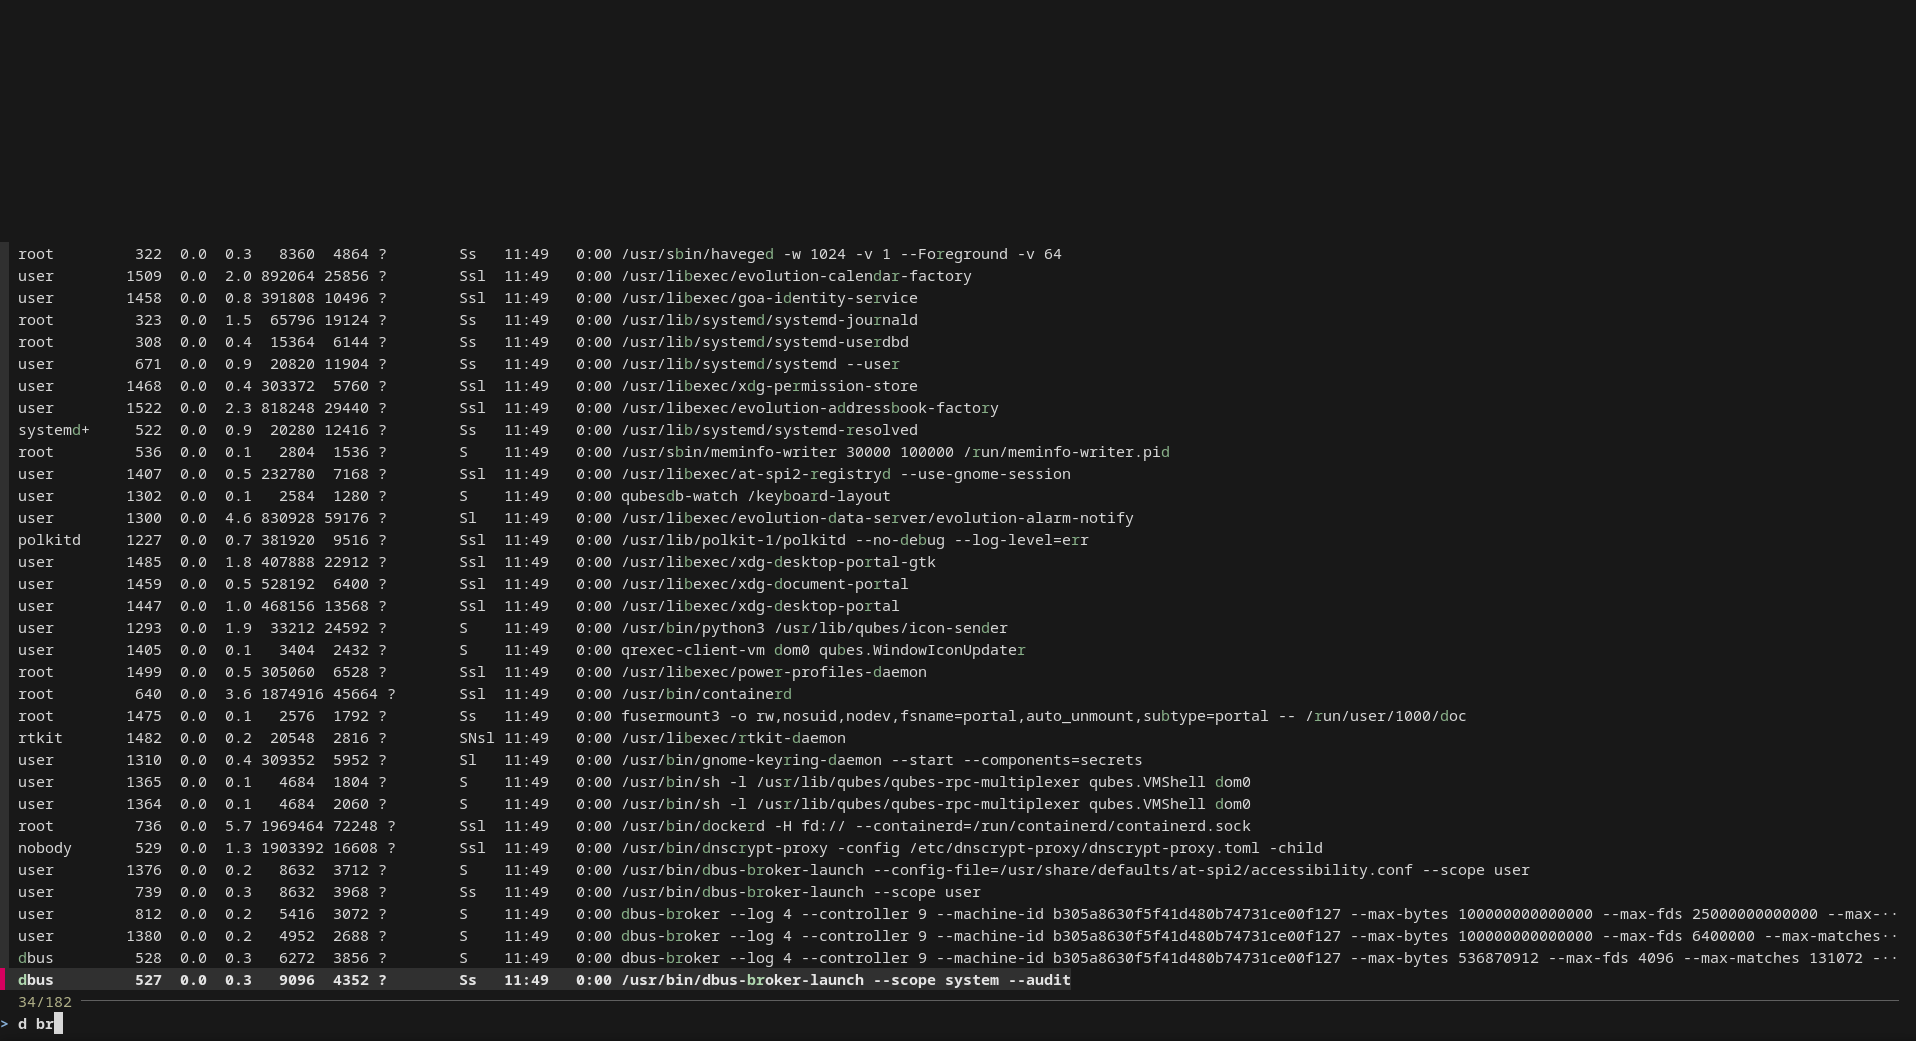 root         322  0.0  0.3   8360  4864 ?        Ss   11:49   0:00 /usr/sbin/haveged -w 1024 -v 1 --Foreground -v 64
user        1509  0.0  2.0 892064 25856 ?        Ssl  11:49   0:00 /usr/libexec/evolution-calendar-factory
user        1458  0.0  0.8 391808 10496 ?        Ssl  11:49   0:00 /usr/libexec/goa-identity-service
root         323  0.0  1.5  65796 19124 ?        Ss   11:49   0:00 /usr/lib/systemd/systemd-journald
root         308  0.0  0.4  15364  6144 ?        Ss   11:49   0:00 /usr/lib/systemd/systemd-userdbd
user         671  0.0  0.9  20820 11904 ?        Ss   11:49   0:00 /usr/lib/systemd/systemd --user
user        1468  0.0  0.4 303372  5760 ?        Ssl  11:49   0:00 /usr/libexec/xdg-permission-store
user        1522  0.0  2.3 818248 29440 ?        Ssl  11:49   0:00 /usr/libexec/evolution-addressbook-factory
systemd+     522  0.0  0.9  20280 12416 ?        Ss   11:49   0:00 /usr/lib/systemd/systemd-resolved
root         536  0.0  0.1   2804  1536 ?        S    11:49   0:00 /usr/sbin/meminfo-writer 30000 100000 /run/meminfo-writer.pid
user        1407  0.0  0.5 232780  7168 ?        Ssl  11:49   0:00 /usr/libexec/at-spi2-registryd --use-gnome-session
user        1302  0.0  0.1   2584  1280 ?        S    11:49   0:00 qubesdb-watch /keyboard-layout
user        1300  0.0  4.6 830928 59176 ?        Sl   11:49   0:00 /usr/libexec/evolution-data-server/evolution-alarm-notify
polkitd     1227  0.0  0.7 381920  9516 ?        Ssl  11:49   0:00 /usr/lib/polkit-1/polkitd --no-debug --log-level=err
user        1485  0.0  1.8 407888 22912 ?        Ssl  11:49   0:00 /usr/libexec/xdg-desktop-portal-gtk
user        1459  0.0  0.5 528192  6400 ?        Ssl  11:49   0:00 /usr/libexec/xdg-document-portal
user        1447  0.0  1.0 468156 13568 ?        Ssl  11:49   0:00 /usr/libexec/xdg-desktop-portal
user        1293  0.0  1.9  33212 24592 ?        S    11:49   0:00 /usr/bin/python3 /usr/lib/qubes/icon-sender
user        1405  0.0  0.1   3404  2432 ?        S    11:49   0:00 qrexec-client-vm dom0 qubes.WindowIconUpdater
root        1499  0.0  0.5 305060  6528 ?        Ssl  11:49   0:00 /usr/libexec/power-profiles-daemon
root         640  0.0  3.6 1874916 45664 ?       Ssl  11:49   0:00 /usr/bin/containerd
root        1475  0.0  0.1   2576  1792 ?        Ss   11:49   0:00 fusermount3 -o rw,nosuid,nodev,fsname=portal,auto_unmount,subtype=portal -- /run/user/1000/doc
rtkit       1482  0.0  0.2  20548  2816 ?        SNsl 11:49   0:00 /usr/libexec/rtkit-daemon
user        1310  0.0  0.4 309352  5952 ?        Sl   11:49   0:00 /usr/bin/gnome-keyring-daemon --start --components=secrets
user        1365  0.0  0.1   4684  1804 ?        S    11:49   0:00 /usr/bin/sh -l /usr/lib/qubes/qubes-rpc-multiplexer qubes.VMShell dom0
user        1364  0.0  0.1   4684  2060 ?        S    11:49   0:00 /usr/bin/sh -l /usr/lib/qubes/qubes-rpc-multiplexer qubes.VMShell dom0
root         736  0.0  5.7 1969464 72248 ?       Ssl  11:49   0:00 /usr/bin/dockerd -H fd:// --containerd=/run/containerd/containerd.sock
nobody       529  0.0  1.3 1903392 16608 ?       Ssl  11:49   0:00 /usr/bin/dnscrypt-proxy -config /etc/dnscrypt-proxy/dnscrypt-proxy.toml -child
user        1376  0.0  0.2   8632  3712 ?        S    11:49   0:00 /usr/bin/dbus-broker-launch --config-file=/usr/share/defaults/at-spi2/accessibility.conf --scope user
user         739  0.0  0.3   8632  3968 ?        Ss   11:49   0:00 /usr/bin/dbus-broker-launch --scope user
user         812  0.0  0.2   5416  3072 ?        S    11:49   0:00 dbus-broker --log 4 --controller 9 --machine-id b305a8630f5f41d480b74731ce00f127 --max-bytes 100000000000000 --max-fds 25000000000000 --max-··
user        1380  0.0  0.2   4952  2688 ?        S    11:49   0:00 dbus-broker --log 4 --controller 9 --machine-id b305a8630f5f41d480b74731ce00f127 --max-bytes 100000000000000 --max-fds 6400000 --max-matches··
dbus         528  0.0  0.3   6272  3856 ?        S    11:49   0:00 dbus-broker --log 4 --controller 9 --machine-id b305a8630f5f41d480b74731ce00f127 --max-bytes 536870912 --max-fds 4096 --max-matches 131072 -··
dbus         527  0.0  0.3   9096  4352 ?        Ss   11:49   0:00 /usr/bin/dbus-broker-launch --scope system --audit
34/182
> d br